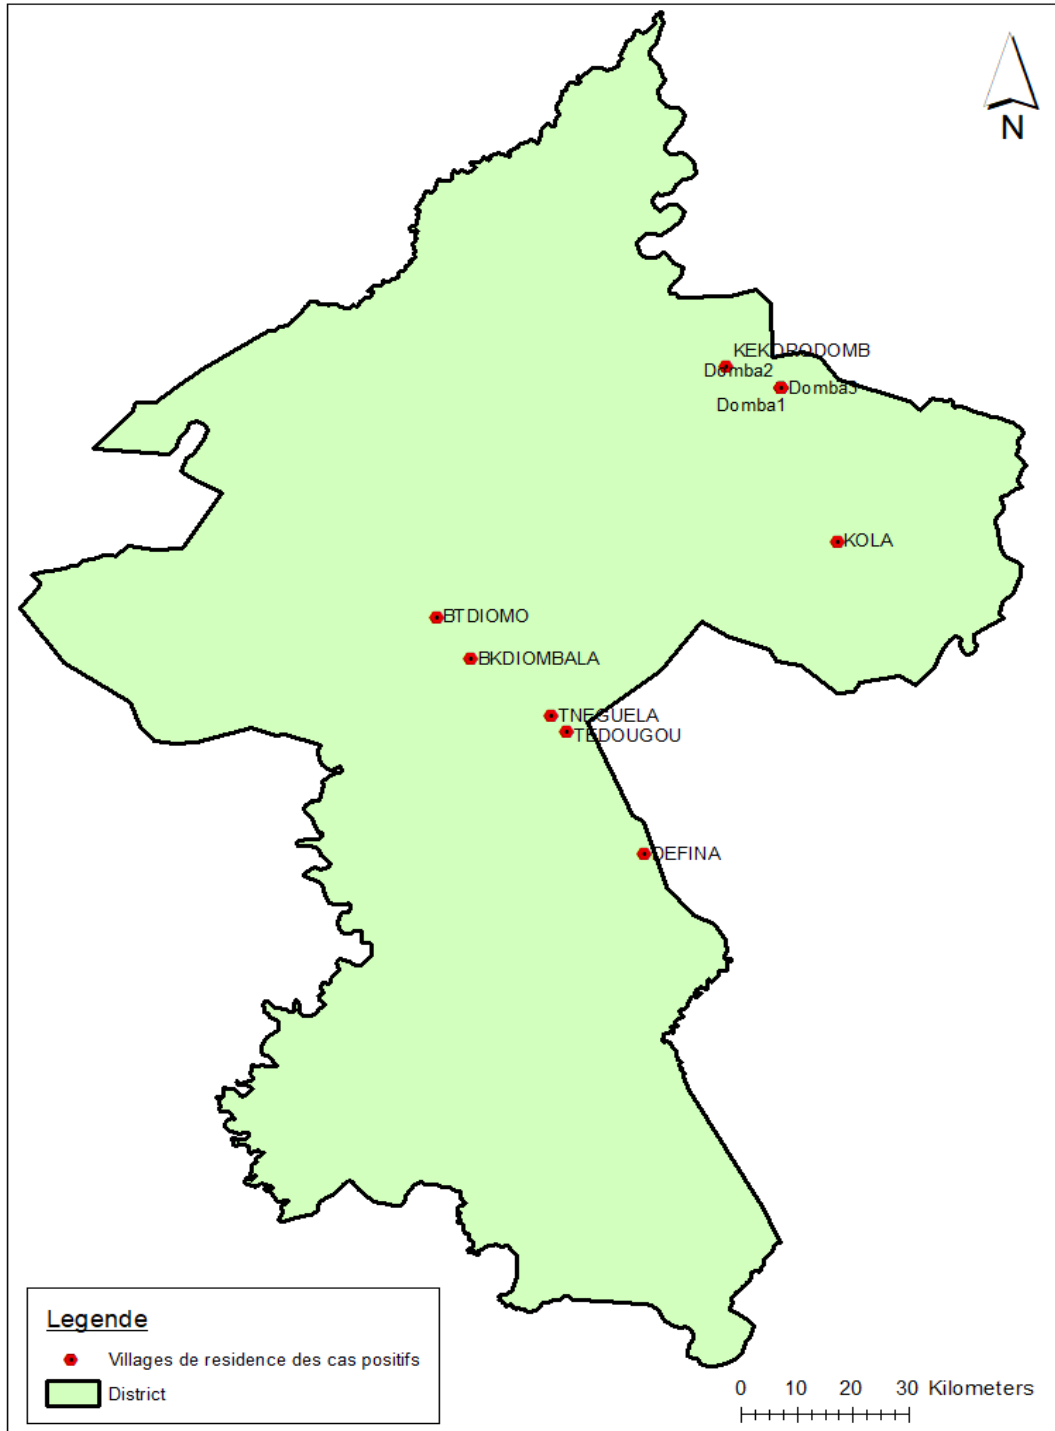 N
KEKORODOMB
Domba2
Domba3
Domba1
KOLA
BTDIOMO
BKDIOMBALA
TNEGUELA
TEDOUGOU
DEFINA
Legende
Villages de residence des cas positifs
District
0 10 20 30 Kilometers